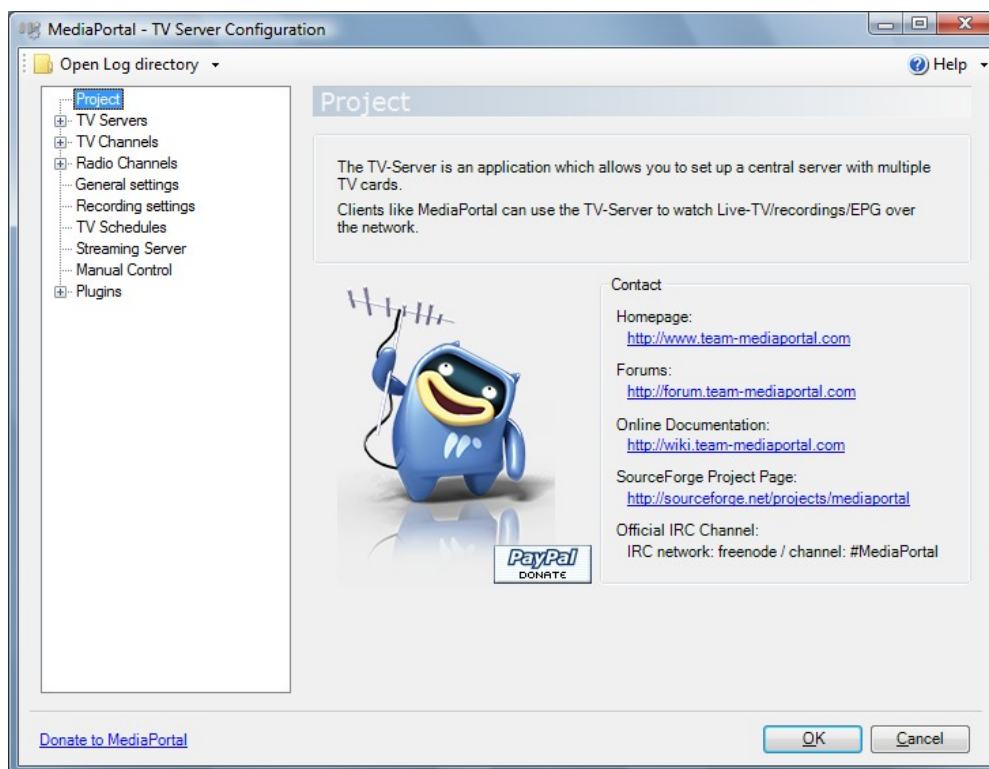 MediaPortal - TV Server Configuration
Open Log directory
Help
Project
TV Servers
TV Channels
Radio Channels
General settings
Recording settings
TV Schedules
Streaming Server
Manual Control
Plugins
Project
The TV-Server is an application which allows you to set up a central server with multiple
TV cards.
Clients like MediaPortal can use the TV-Server to watch Live-TV/recordings/EPG over
the network.
Contact
Homepage:
http://www.team-mediaportal.com
Forums:
http://forum.team-mediaportal.com
Online Documentation:
http://wiki.team-mediaportal.com
SourceForge Project Page:
http://sourceforge.net/projects/mediaportal
Official IRC Channel:
IRC network: freenode / channel: #MediaPortal
PayPal
DONATE
Donate to MediaPortal
OK
Cancel